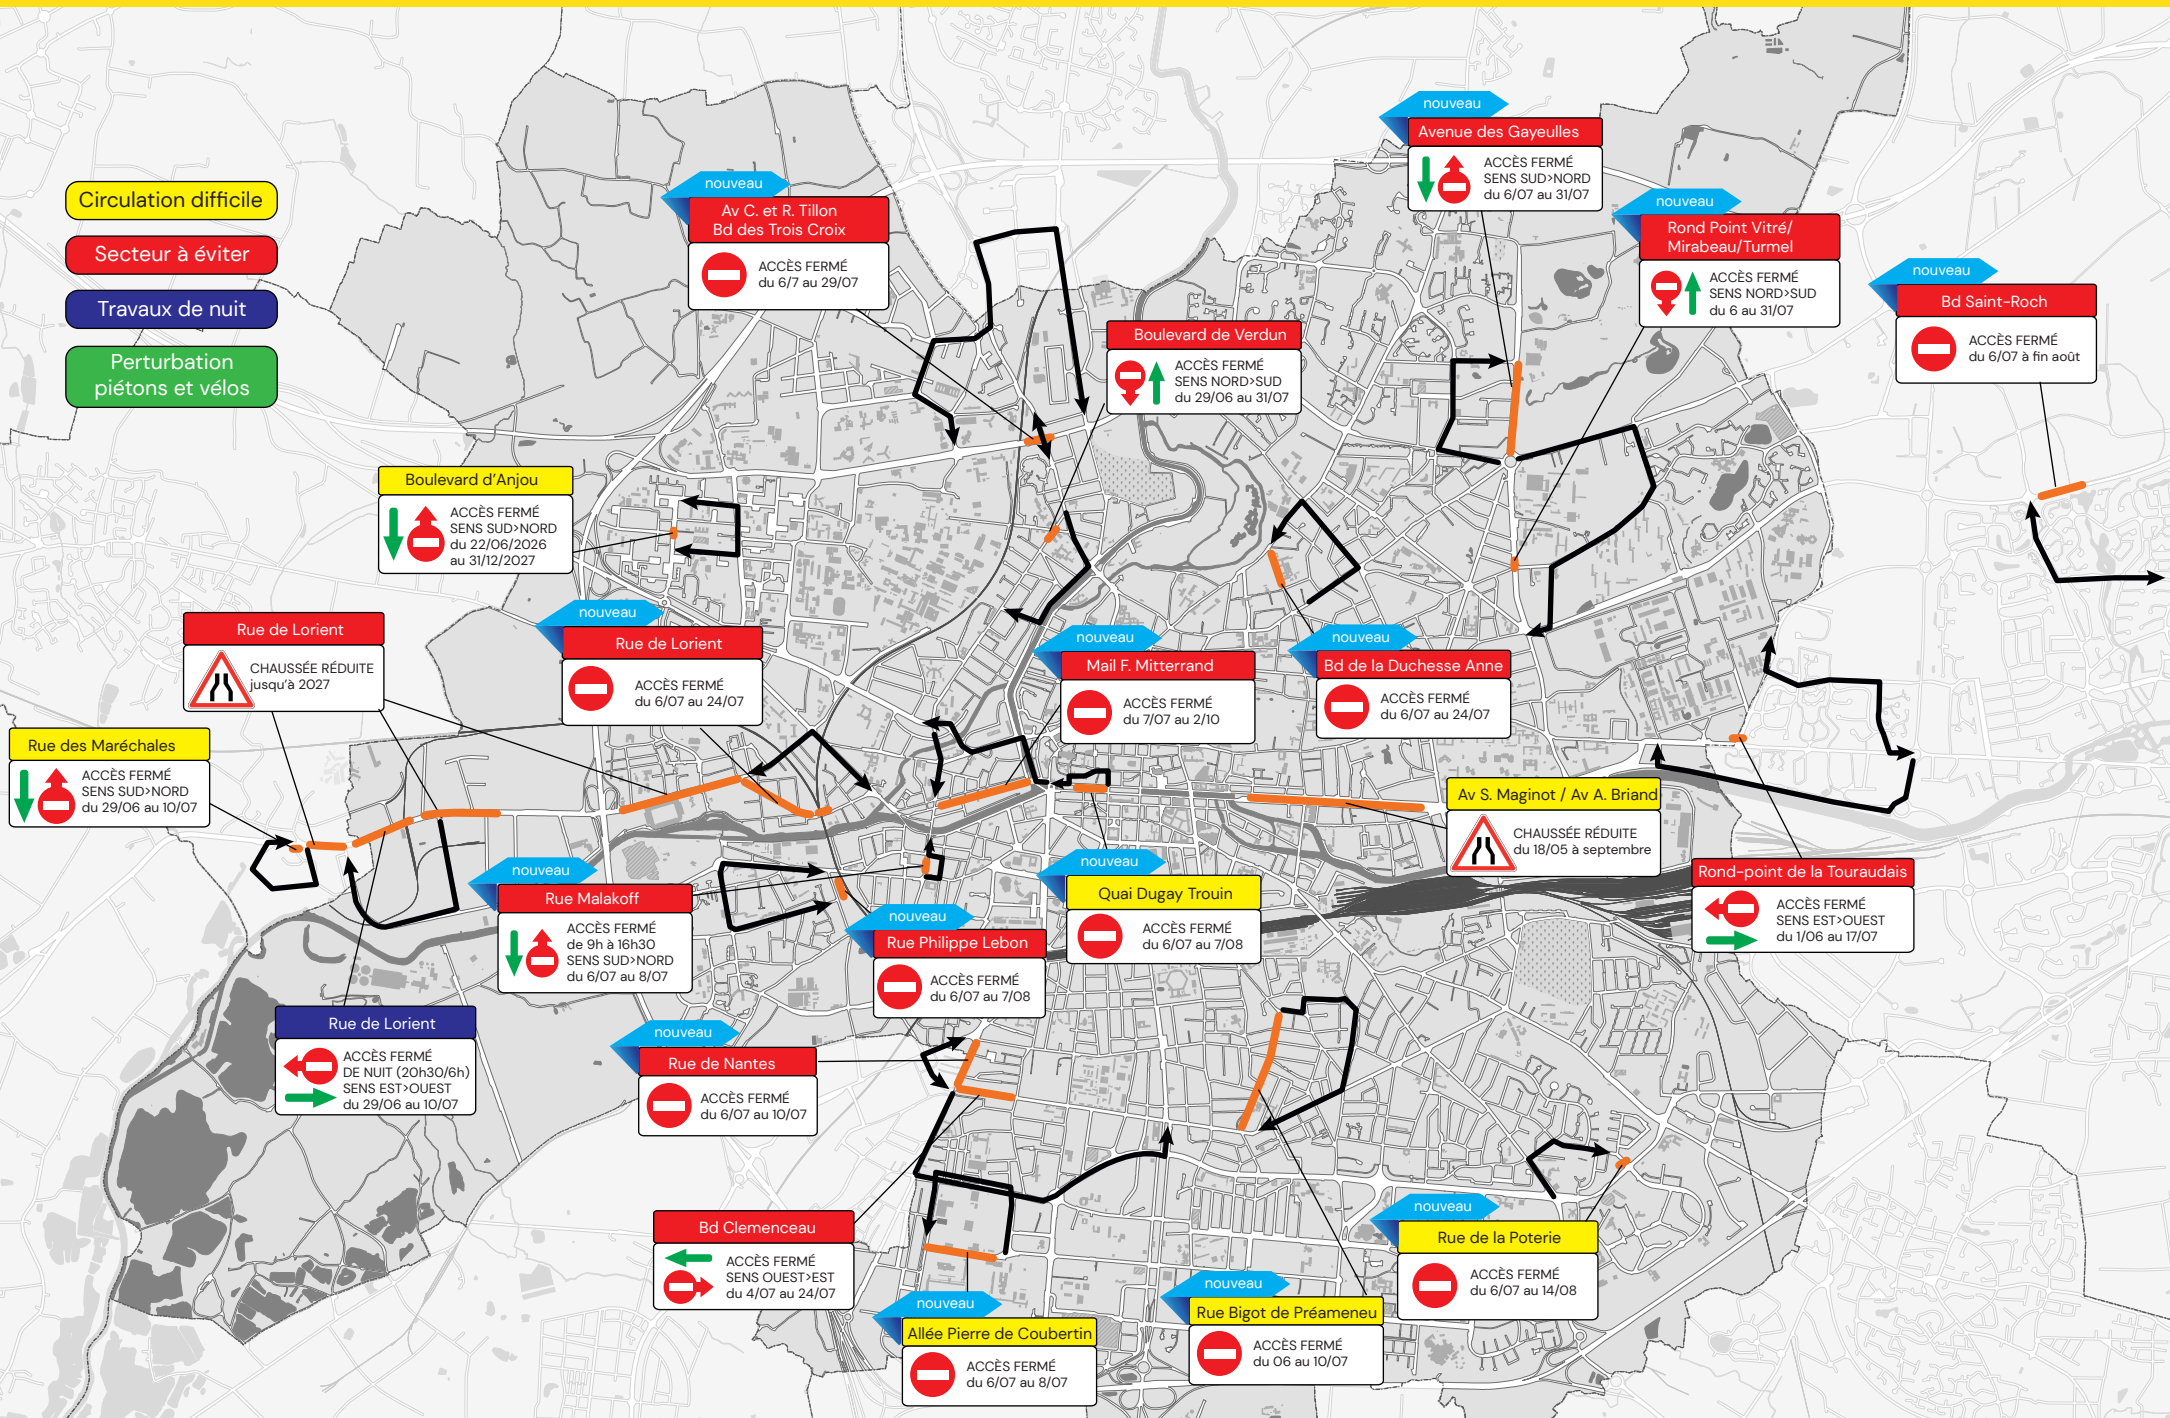 Circulation difficile
Secteur à éviter
Travaux de nuit
Perturbation
piétons et vélos
nouveau
Av C. et R. Tillon
Bd des Trois Croix
ACCÈS FERMÉ
du 6/7 au 29/07
nouveau
Avenue des Gayeulles
ACCÈS FERMÉ
SENS SUD>NORD
du 6/07 au 31/07
nouveau
Rond Point Vitré/
Mirabeau/Turmel
ACCÈS FERMÉ
SENS NORD>SUD
du 6 au 31/07
nouveau
Bd Saint-Roch
ACCÈS FERMÉ
du 6/07 à fin août
Boulevard de Verdun
ACCÈS FERMÉ
SENS NORD>SUD
du 29/06 au 31/07
Boulevard d'Anjou
ACCÈS FERMÉ
SENS SUD>NORD
du 22/06/2026
au 31/12/2027
Rue de Lorient
CHAUSSÉE RÉDUITE
jusqu'à 2027
nouveau
Rue de Lorient
ACCÈS FERMÉ
du 6/07 au 24/07
nouveau
Mail F. Mitterrand
ACCÈS FERMÉ
du 7/07 au 2/10
nouveau
Bd de la Duchesse Anne
ACCÈS FERMÉ
du 6/07 au 24/07
Rue des Maréchales
ACCÈS FERMÉ
SENS SUD>NORD
du 29/06 au 10/07
Av S. Maginot / Av A. Briand
CHAUSSÉE RÉDUITE
du 18/05 à septembre
nouveau
Rue Malakoff
ACCÈS FERMÉ
de 9h à 16h30
SENS SUD>NORD
du 6/07 au 8/07
nouveau
Quai Dugay Trouin
ACCÈS FERMÉ
du 6/07 au 7/08
Rond-point de la Touraudais
ACCÈS FERMÉ
SENS EST>OUEST
du 1/06 au 17/07
nouveau
Rue Philippe Lebon
ACCÈS FERMÉ
du 6/07 au 7/08
Rue de Lorient
ACCÈS FERMÉ
DE NUIT (20h30/6h)
SENS EST>OUEST
du 29/06 au 10/07
nouveau
Rue de Nantes
ACCÈS FERMÉ
du 6/07 au 10/07
Bd Clemenceau
ACCÈS FERMÉ
SENS OUEST>EST
du 4/07 au 24/07
nouveau
Rue de la Poterie
ACCÈS FERMÉ
du 6/07 au 14/08
nouveau
Rue Bigot de Préameneu
ACCÈS FERMÉ
du 06 au 10/07
nouveau
Allée Pierre de Coubertin
ACCÈS FERMÉ
du 6/07 au 8/07